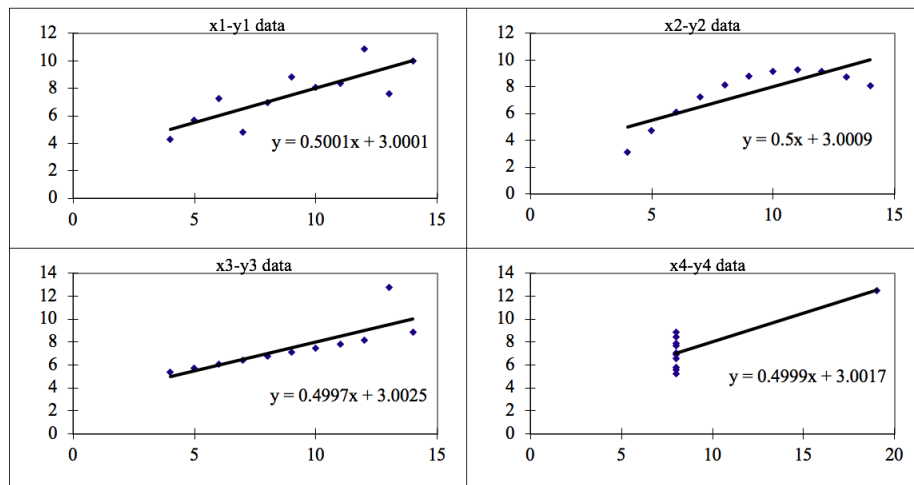 x1-y1 data
12
10
8
6
4
2
0
y = 0.5001x + 3.0001
0 5 10 15
x2-y2 data
12
10
8
6
4
2
0
y = 0.5x + 3.0009
0 5 10 15
x3-y3 data
14
12
10
8
6
4
2
0
y = 0.4997x + 3.0025
0 5 10 15
x4-y4 data
14
12
10
8
6
4
2
0
y = 0.4999x + 3.0017
0 5 10 15 20